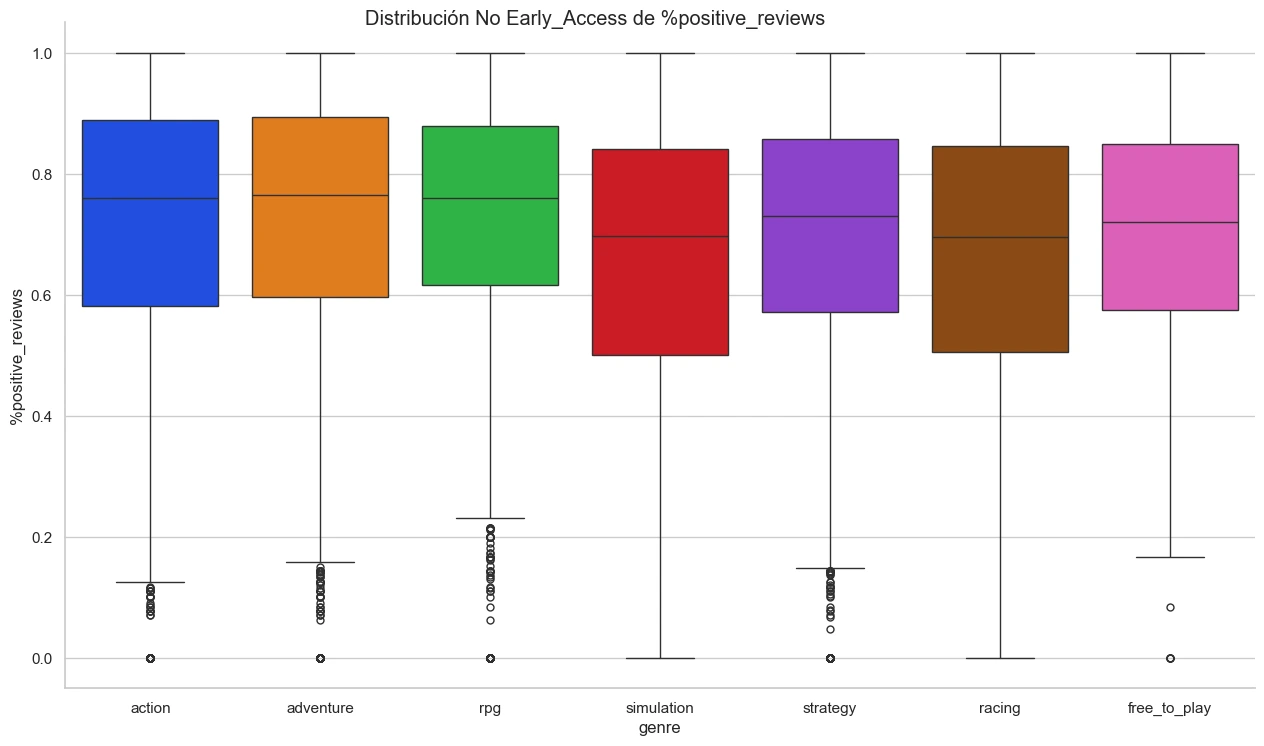 Distribución No Early_Access de %positive_reviews
%positive_reviews
1.0
0.8
0.6
0.4
0.2
0.0
action adventure rpg simulation strategy racing free_to_play
genre